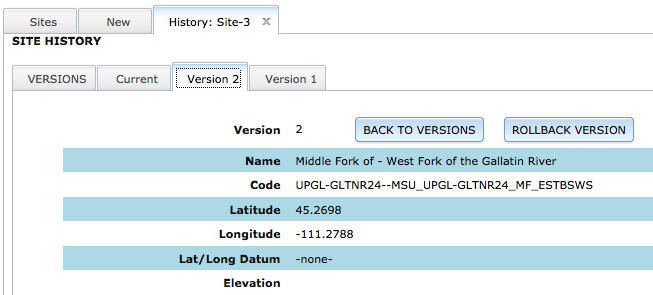 Sites New History: Site-3 x
SITE HISTORY
VERSIONS Current Version 2 Version 1
Version 2 BACK TO VERSIONS ROLLBACK VERSION
Name Middle Fork of - West Fork of the Gallatin River
Code UPGL-GLTNR24--MSU_UPGL-GLTNR24_MF_ESTBSWS
Latitude 45.2698
Longitude -111.2788
Lat/Long Datum -none-
Elevation